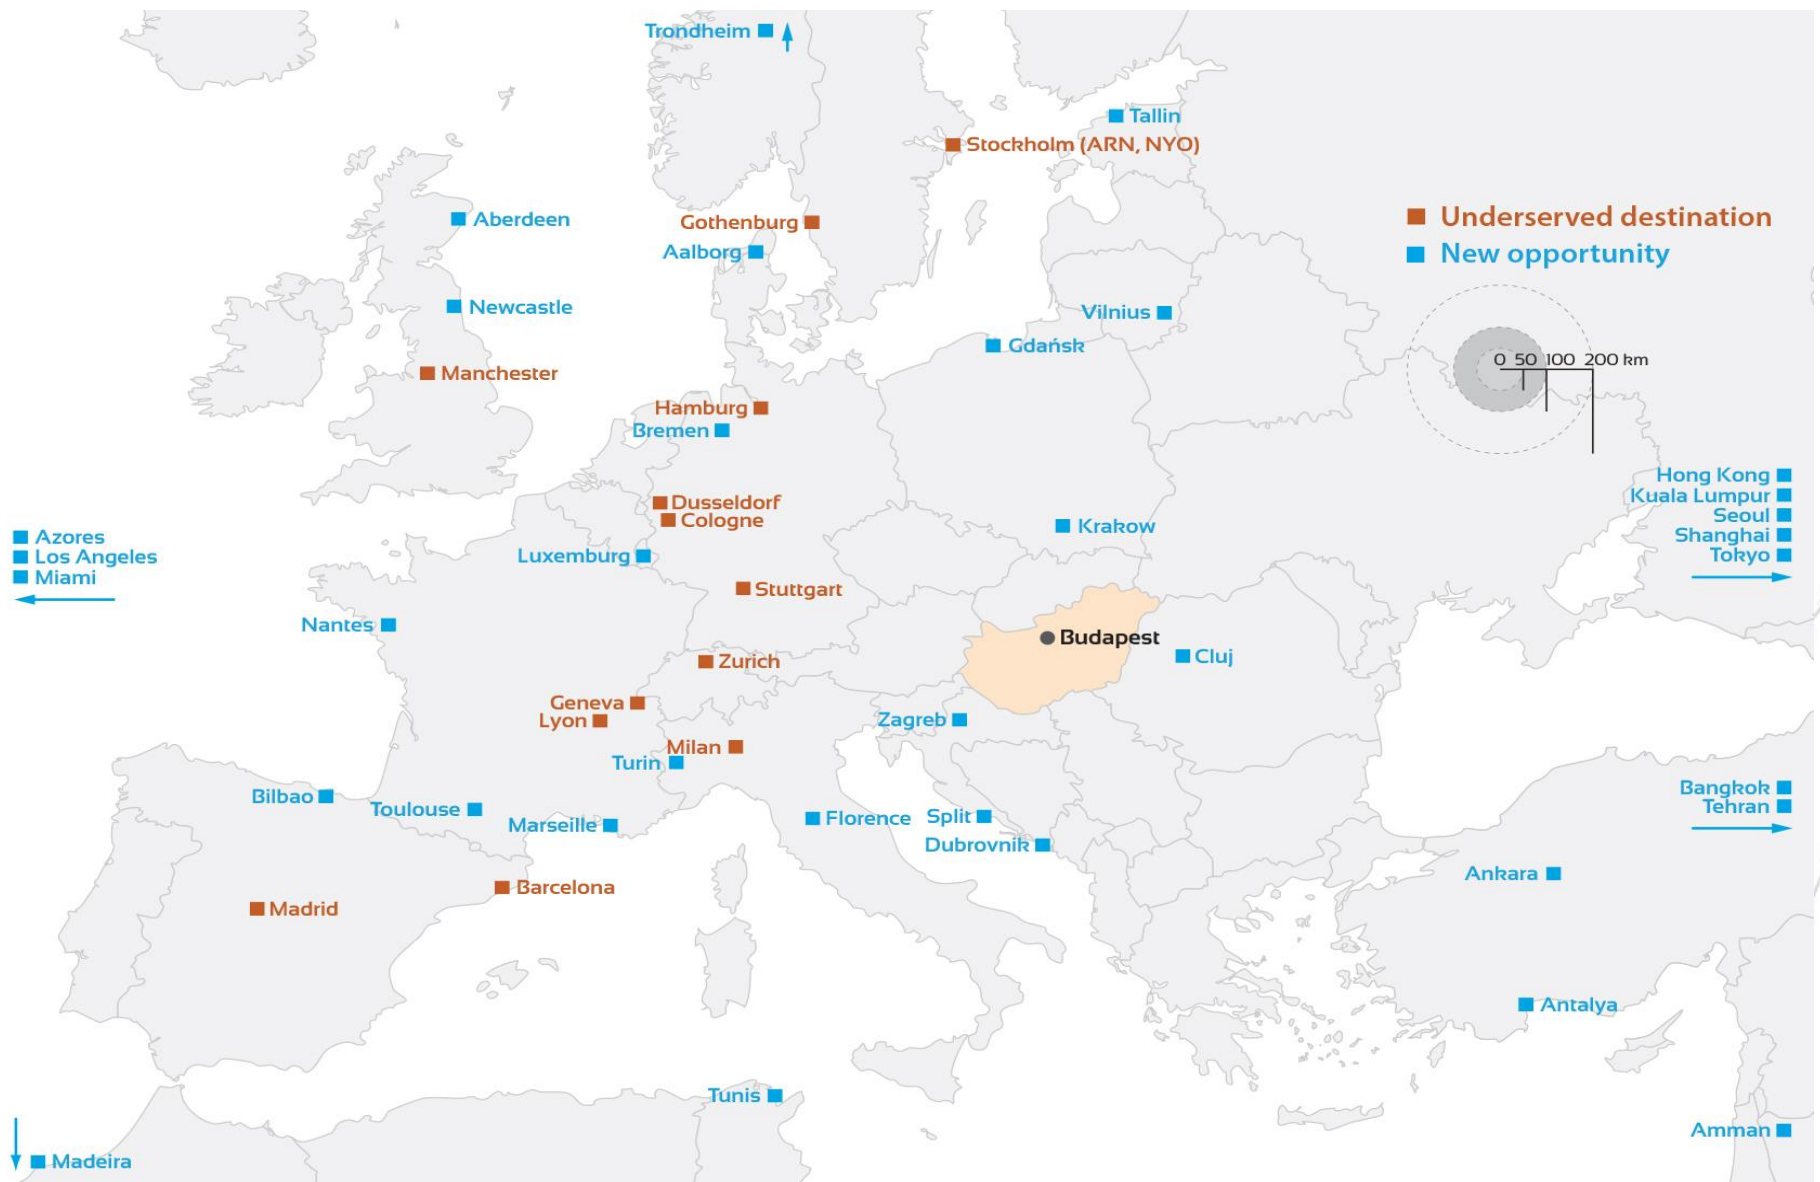 Trondheim
Tallin
Stockholm (ARN, NYO)
Underserved destination
New opportunity
Aberdeen
Gothenburg
Aalborg
Newcastle
Vilnius
Gdańsk
0 50 100 200 km
Manchester
Hamburg
Bremen
Hong Kong
Kuala Lumpur
Seoul
Shanghai
Tokyo
Dusseldorf
Cologne
Krakow
Azores
Los Angeles
Miami
Luxemburg
Stuttgart
Nantes
Budapest
Cluj
Zurich
Geneva
Lyon
Zagreb
Milan
Turin
Bilbao
Toulouse
Marseille
Florence
Split
Dubrovnik
Bangkok
Tehran
Ankara
Barcelona
Madrid
Antalya
Tunis
Amman
Madeira